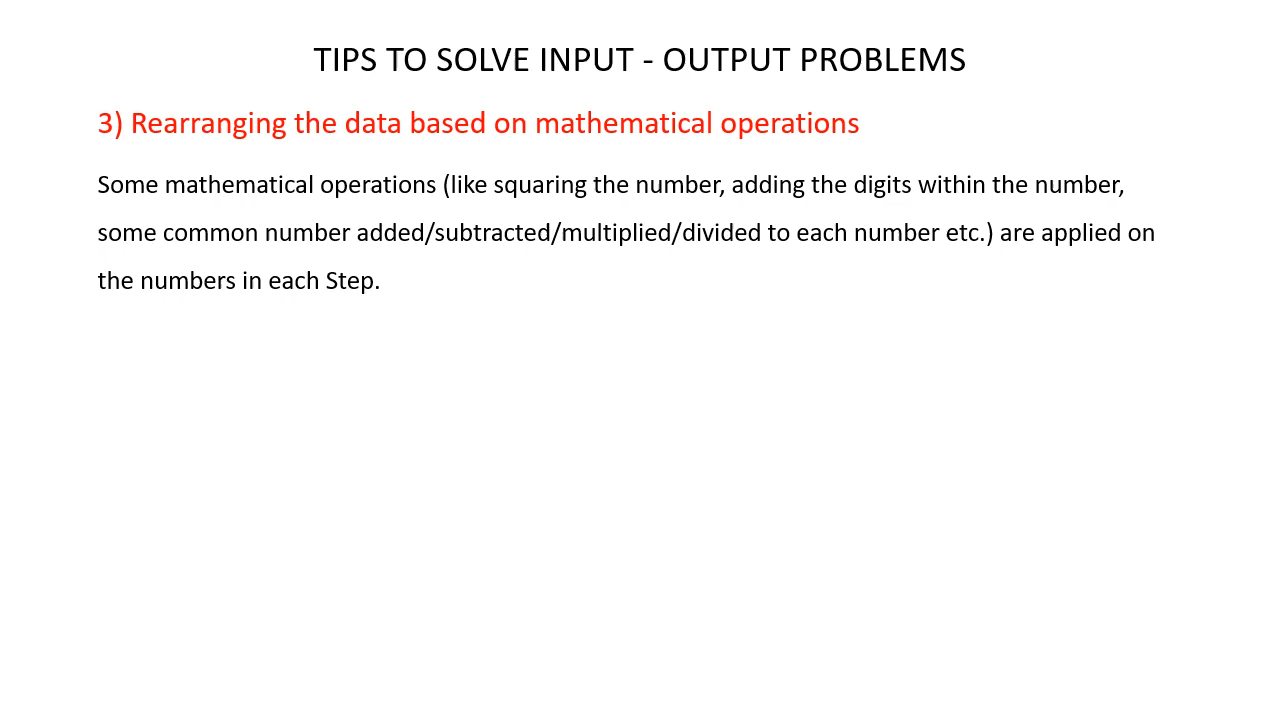 TIPS TO SOLVE INPUT - OUTPUT PROBLEMS
3) Rearranging the data based on mathematical operations
Some mathematical operations (like squaring the number, adding the digits within the number,
some common number added/subtracted/multiplied/divided to each number etc.) are applied on
the numbers in each Step.